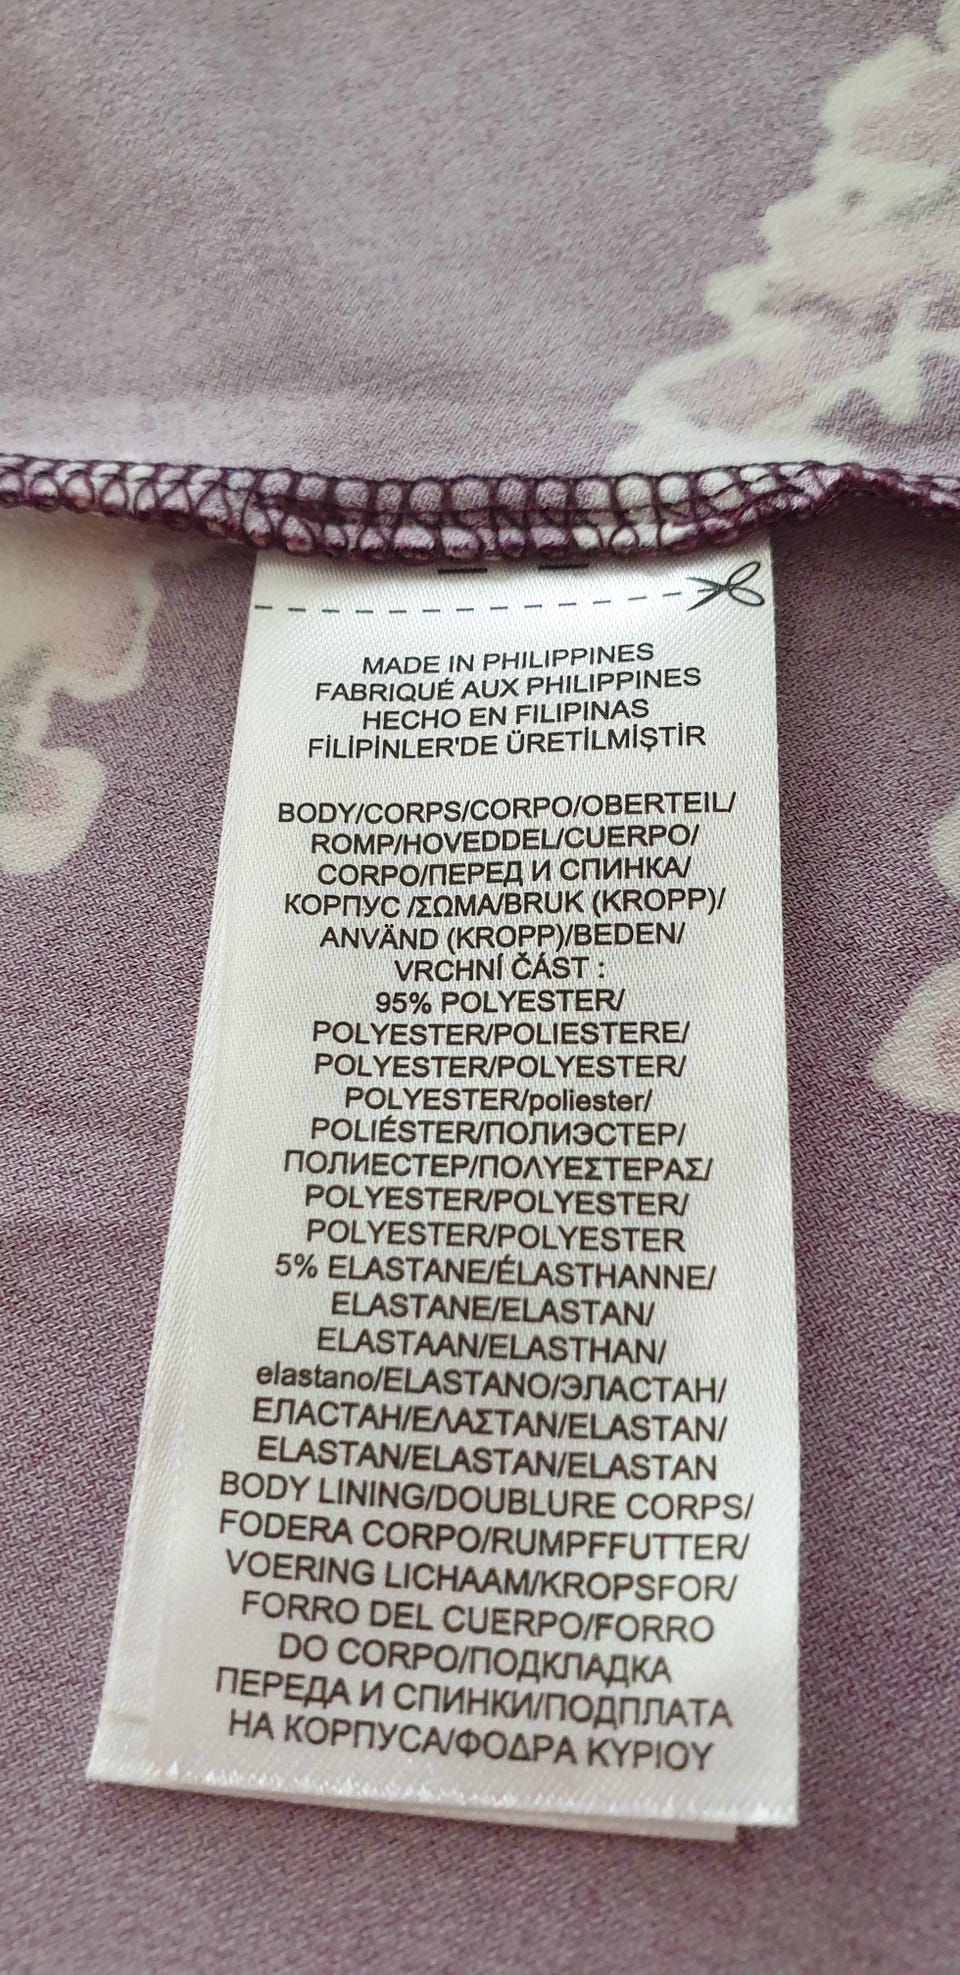 MADE IN PHILIPPINES
FABRIQUÉ AUX PHILIPPINES
HECHO EN FILIPINAS
FİLİPİNLER'DE ÜRETİLMİŞTİR
BODY/CORPS/CORPO/OBERTEIL/
ROMP/HOVEDDEL/CUERPO/
CORPO/ПЕРЕД И СПИНКА/
КОРПУС /ΣΩΜΑ/BRUK (KROPP)/
ANVÄND (KROPP)/BEDEN/
VRCHNÍ ČÁST :
95% POLYESTER/
POLYESTER/POLIESTERE/
POLYESTER/POLYESTER/
POLYESTER/poliester/
POLIÉSTER/ПОЛИЭСТЕР/
ПОЛИЕСТЕР/ΠΟΛΥΕΣΤΕΡΑΣ/
POLYESTER/POLYESTER/
POLYESTER/POLYESTER
5% ELASTANE/ÉLASTHANNE/
ELASTANE/ELASTAN/
ELASTAAN/ELASTHAN/
elastano/ELASTANO/ЭЛАСТАН/
ЕЛАСТАН/ΕΛΑΣΤΑΝ/ELASTAN/
ELASTAN/ELASTAN/ELASTAN
BODY LINING/DOUBLURE CORPS/
FODERA CORPO/RUMPFFUTTER/
VOERING LICHAAM/KROPSFOR/
FORRO DEL CUERPO/FORRO
DO CORPO/ПОДКЛАДКА
ПЕРЕДА И СПИНКИ/ПОДПЛАТА
НА КОРПУСА/ΦΟΔΡΑ ΚΥΡΙΟΥ